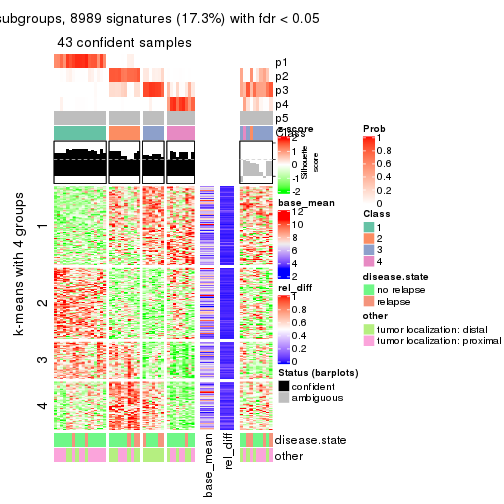 subgroups, 8989 signatures (17.3%) with fdr < 0.05
43 confident samples
p1
p2
p3
p4
p5
Class
z-score
2
1
0
-1
-2
Silhouette
score
base_mean
12
10
8
6
4
2
rel_diff
1
0.8
0.6
0.4
0.2
0
Status (barplots)
confident
ambiguous
Prob
1
0.8
0.6
0.4
0.2
0
Class
1
2
3
4
disease.state
no relapse
relapse
other
tumor localization: distal
tumor localization: proximal
k-means with 4 groups
1
2
3
4
disease.state
other
base_mean
rel_diff